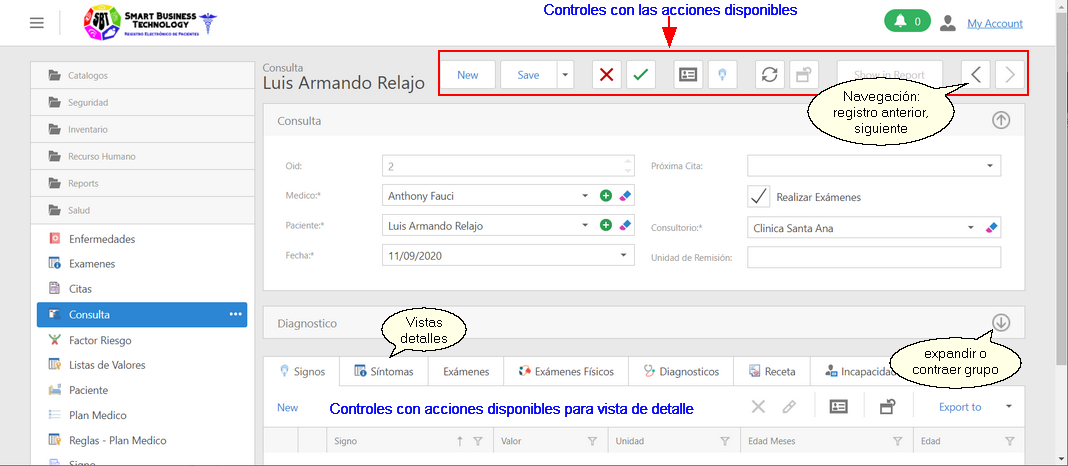 Controles con las acciones disponibles
SBT
SMART BUSINESS
TECHNOLOGY
REGISTRO ELECTRÓNICO DE PACIENTES
0
My Account
Catalogos
Seguridad
Inventario
Recurso Humano
Reports
Salud
Enfermedades
Examenes
Citas
Consulta
Factor Riesgo
Listas de Valores
Paciente
Plan Medico
Reglas - Plan Medico
Signo
Consulta
Luis Armando Relajo
New
Save
Show in Report
Navegación:
registro anterior,
siguiente
Consulta
Oid:
2
Próxima Cita:
Medico:*
Anthony Fauci
Realizar Exámenes
Paciente:*
Luis Armando Relajo
Consultorio:*
Clinica Santa Ana
Fecha:*
11/09/2020
Unidad de Remisión:
Diagnostico
Vistas
detalles
expandir o
contraer grupo
Signos
Síntomas
Exámenes
Exámenes Físicos
Diagnosticos
Receta
Incapacidad
New
Controles con acciones disponibles para vista de detalle
Export to
Signo
Valor
Unidad
Edad Meses
Edad